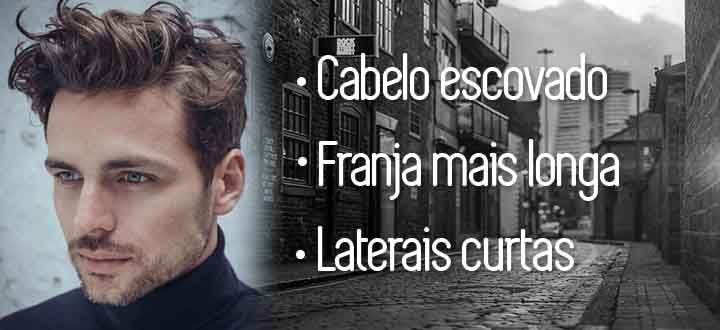 • Cabelo escovado
• Franja mais longa
• Laterais curtas